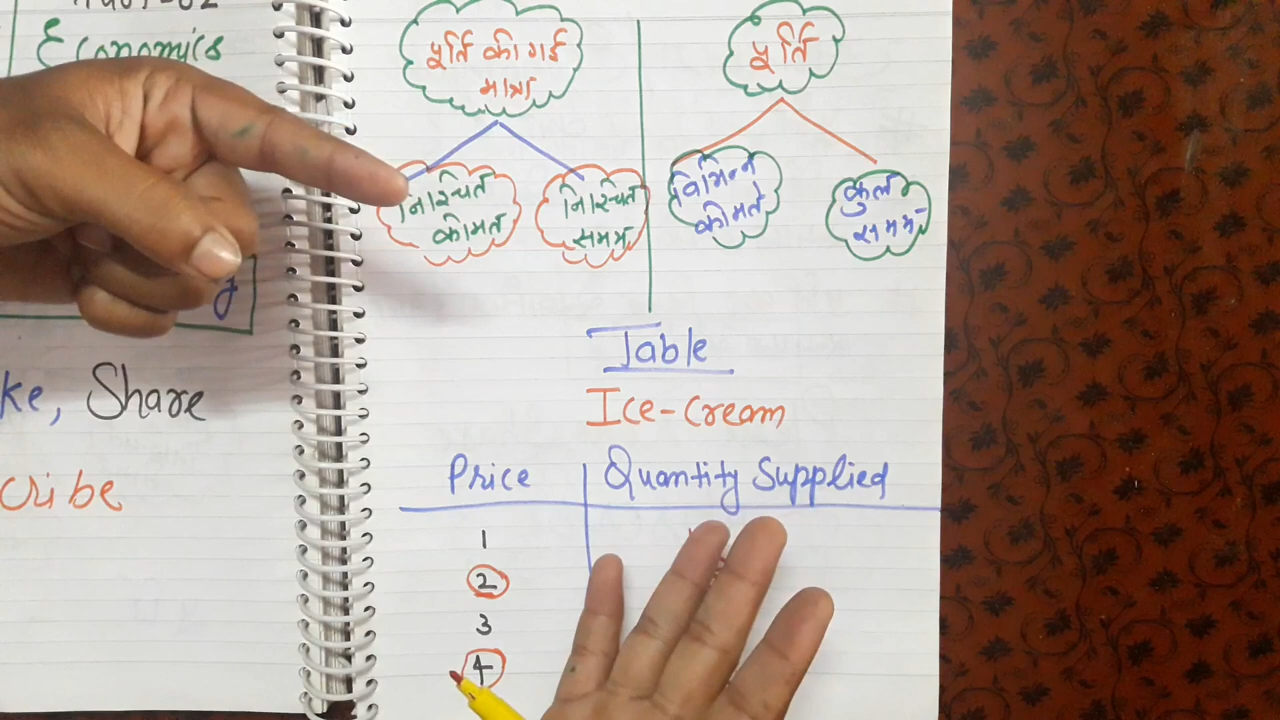 Economics
ke, Share
cribe
पूर्ति की गई
मात्रा
पूर्ति
निश्चित
कीमत
निश्चित
समय
विभिन्न
कीमतें
समय
Table
Ice-Cream
Price Quantity Supplied
1
2
3
4